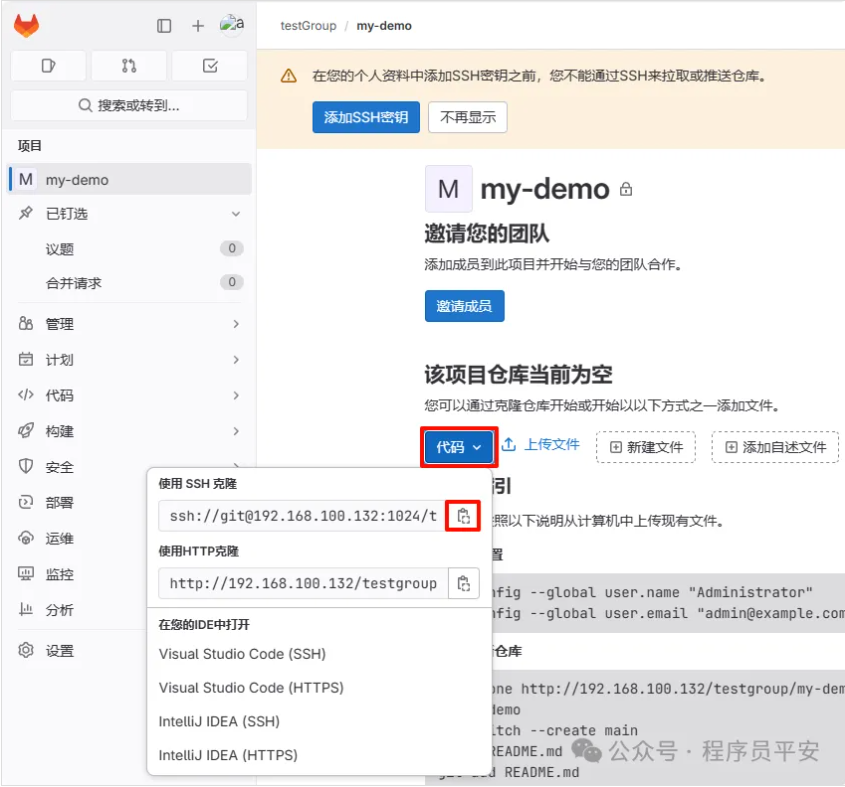 a
testGroup / my-demo
搜索或转到...
项目
M my-demo
已钉选
议题 0
合并请求 0
管理
计划
代码
构建
安全
部署
运维
监控
分析
设置
在您的个人资料中添加SSH密钥之前，您不能通过SSH来拉取或推送仓库。
添加SSH密钥 不再显示
M my-demo
邀请您的团队
添加成员到此项目并开始与您的团队合作。
邀请成员
该项目仓库当前为空
您可以通过克隆仓库开始或开始以以下方式之一添加文件。
代码 上传文件 新建文件 添加自述文件
使用 SSH 克隆
ssh://git@192.168.100.132:1024/t
使用HTTP克隆
http://192.168.100.132/testgroup
在您的IDE中打开
Visual Studio Code (SSH)
Visual Studio Code (HTTPS)
IntelliJ IDEA (SSH)
IntelliJ IDEA (HTTPS)
引
照以下说明从计算机中上传现有文件。
置
nfig --global user.name "Administrator"
nfig --global user.email "admin@example.com
仓库
one http://192.168.100.132/testgroup/my-dem
demo
itch --create main
README.md
git add README.md
公众号 · 程序员平安